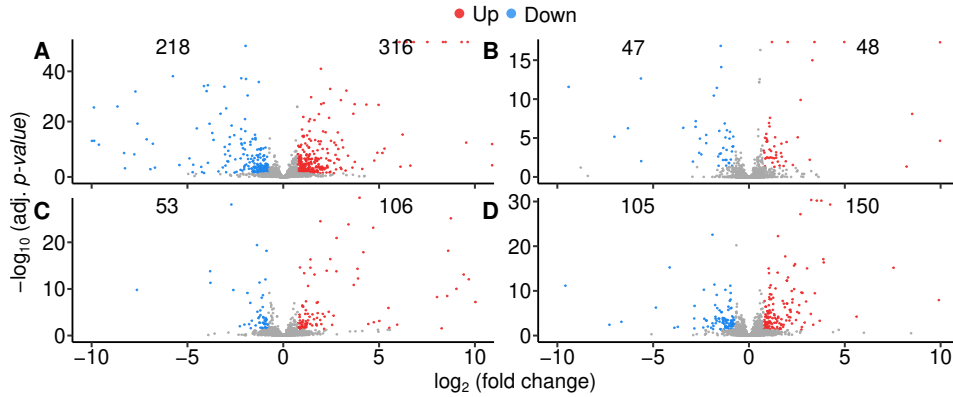 Up Down
A 218 316
40
20
10
0
B 47 48
15
10
5
0
C 53 106
20
10
0
−10 −5 0 5 10
D 105 150
30
20
10
0
−10 −5 0 5 10
−log10 (adj. p-value)
log2 (fold change)